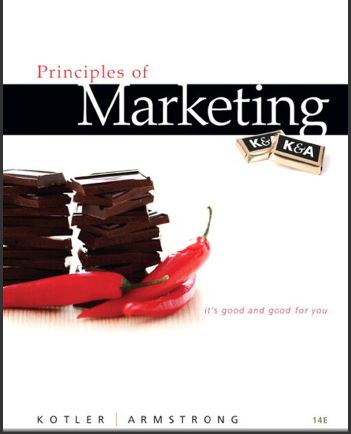 Principles of
Marketing
K&A
K&A
it's good and good for you
KOTLER | ARMSTRONG
14E